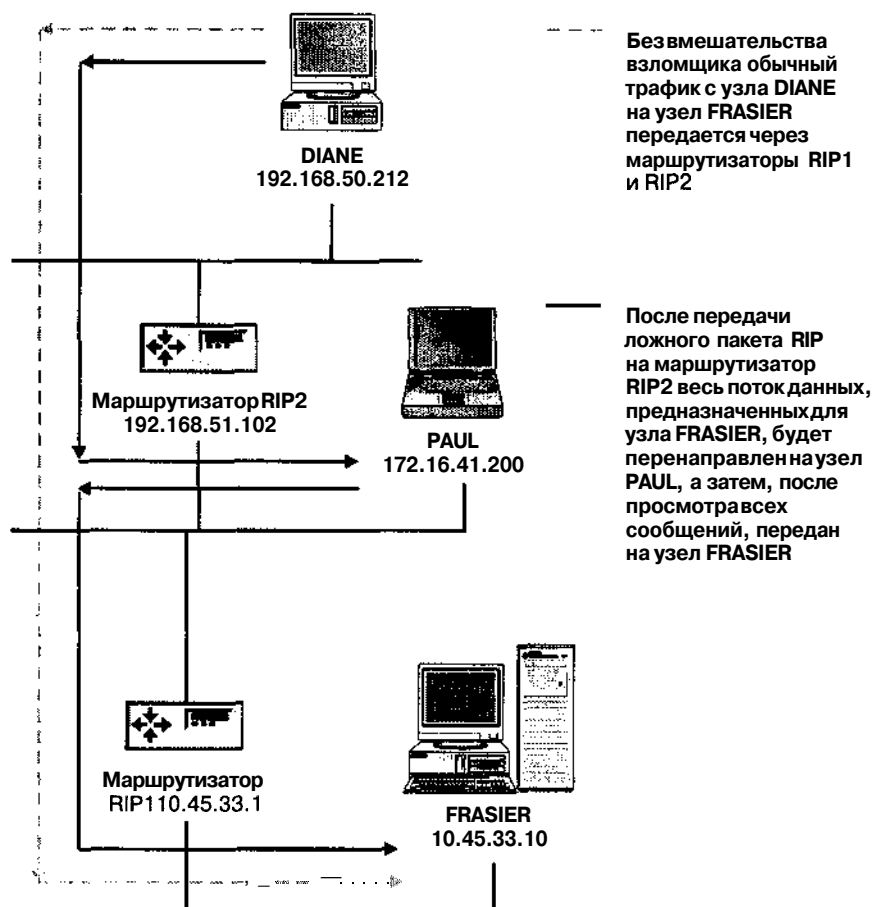 Без вмешательства
взломщика обычный
трафик с узла DIANE
на узел FRASIER
передается через
маршрутизаторы RIP1
и RIP2
DIANE
192.168.50.212
После передачи
ложного пакета RIP
на маршрутизатор
RIP2 весь поток данных,
предназначенных для
узла FRASIER, будет
перенаправлен на узел
PAUL, а затем, после
просмотра всех
сообщений, передан
на узел FRASIER
Маршрутизатор RIP2
192.168.51.102
PAUL
172.16.41.200
Маршрутизатор
RIP110.45.33.1
FRASIER
10.45.33.10